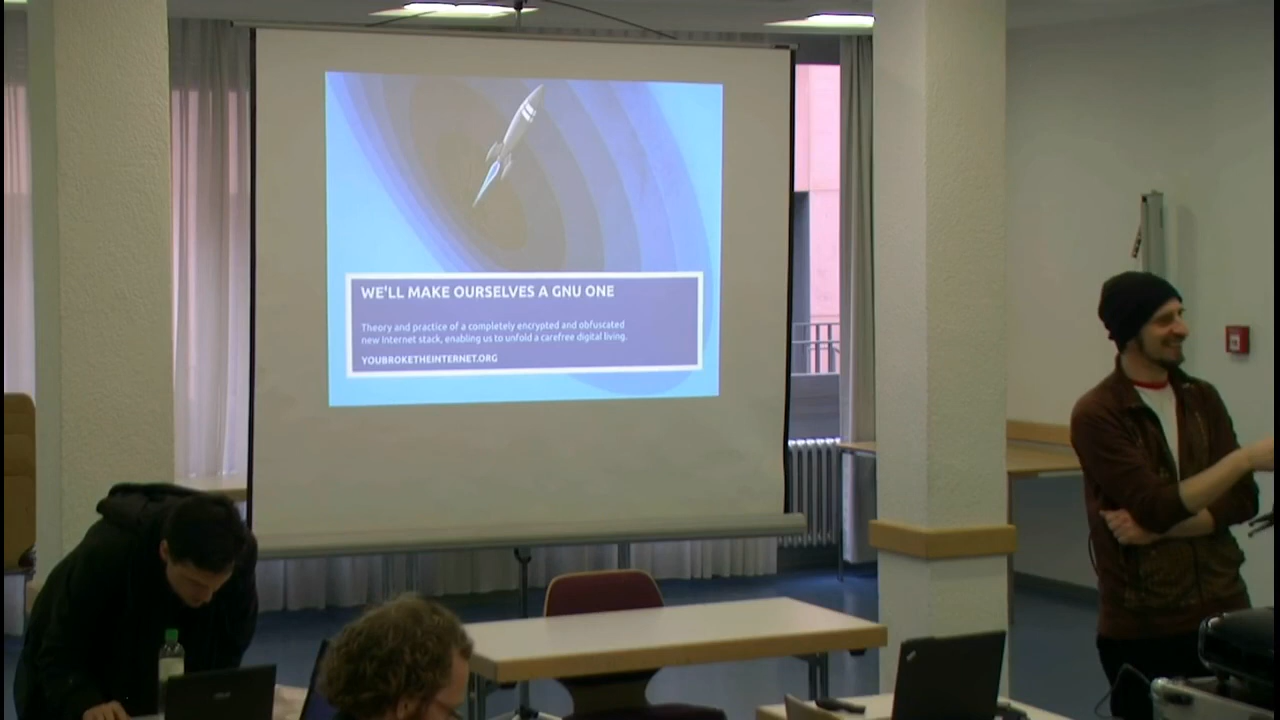 WE'LL MAKE OURSELVES A GNU ONE
Theory and practice of a completely encrypted and obfuscated
new Internet stack, enabling us to unfold a carefree digital living.
YOUBROKETHEINTERNET.ORG